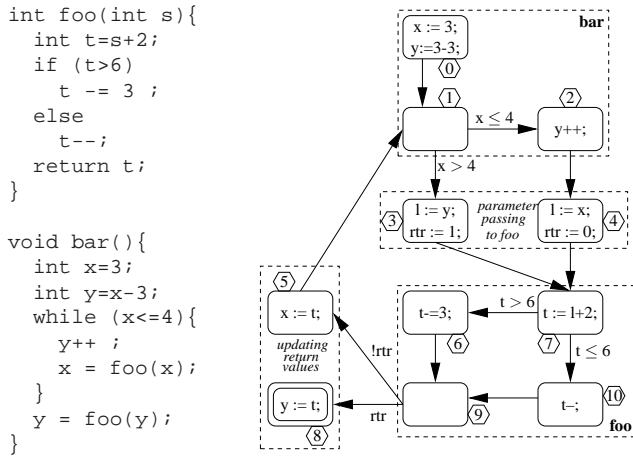 int foo(int s){
int t=s+2;
if (t>6)
t -= 3 ;
else
t--;
return t;
}
void bar(){
int x=3;
int y=x-3;
while (x<=4){
y++ ;
x = foo(x);
}
y = foo(y);
}
bar
x := 3;
y:=3-3;
0
1
2
x ≤ 4
y++;
x > 4
3
l := y;
rtr := 1;
parameter
passing
to foo
l := x;
rtr := 0;
4
5
x := t;
updating
return
values
!rtr
y := t;
8
rtr
t-=3;
6
t > 6
t := l+2;
7
t ≤ 6
9
t–;
10
foo